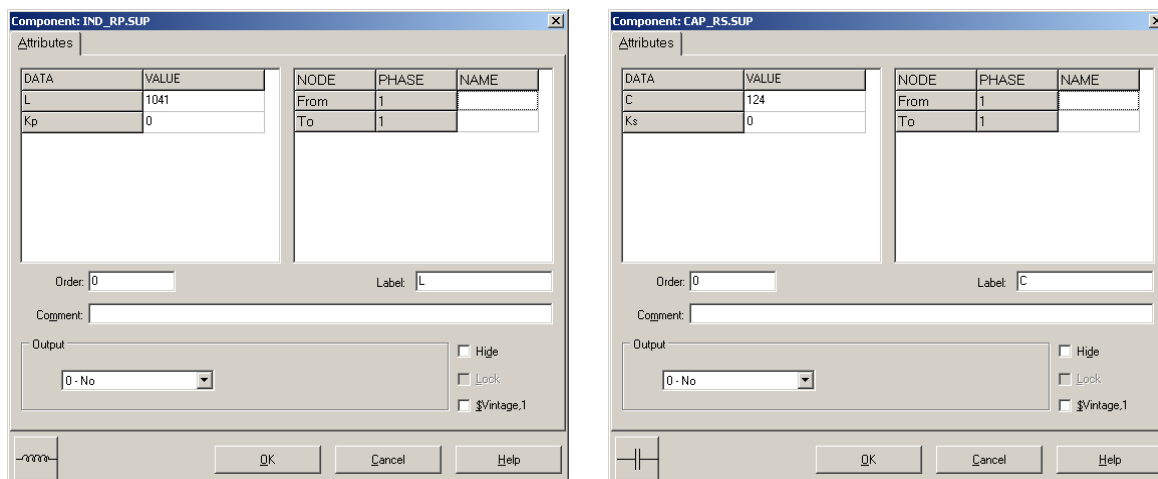 Component: IND_RP.SUP
Attributes
DATA VALUE
L 1041
Kp 0
NODE PHASE NAME
From 1
To 1
Order: 0
Label: L
Comment:
Output
0 - No
Hide
Lock
$Vintage,1
OK Cancel Help
Component: CAP_RS.SUP
Attributes
DATA VALUE
C 124
Ks 0
NODE PHASE NAME
From 1
To 1
Order: 0
Label: C
Comment:
Output
0 - No
Hide
Lock
$Vintage,1
OK Cancel Help